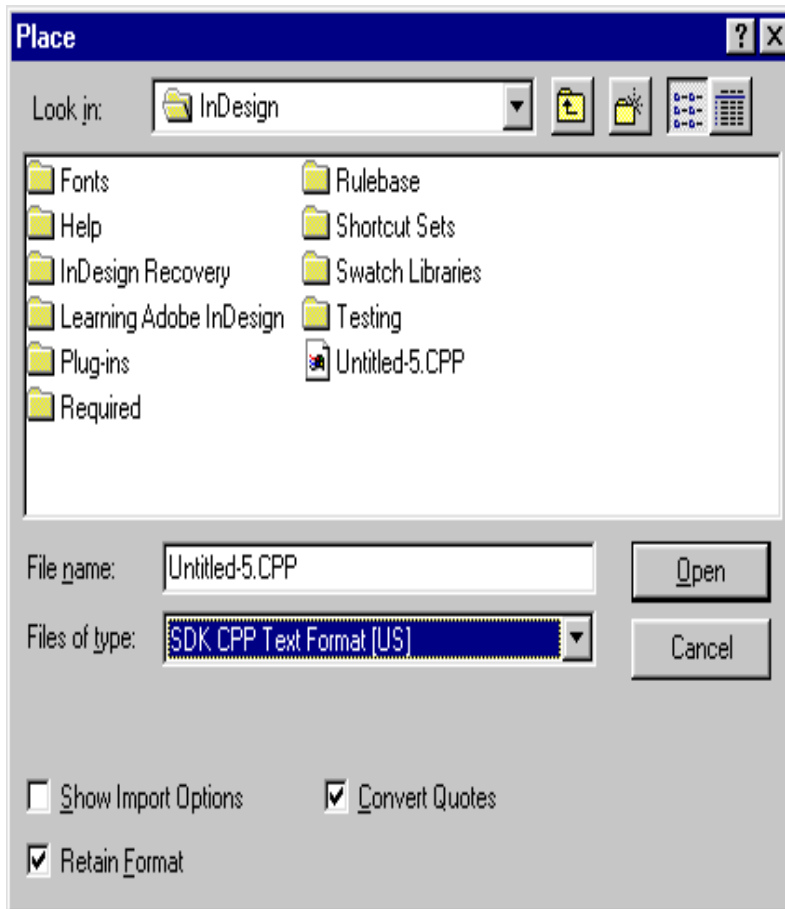 Place
Look in: InDesign
Fonts
Help
InDesign Recovery
Learning Adobe InDesign
Plug-ins
Required
Rulebase
Shortcut Sets
Swatch Libraries
Testing
Untitled-5.CPP
File name: Untitled-5.CPP Open
Files of type: SDK CPP Text Format [US] Cancel
Show Import Options Convert Quotes
Retain Format